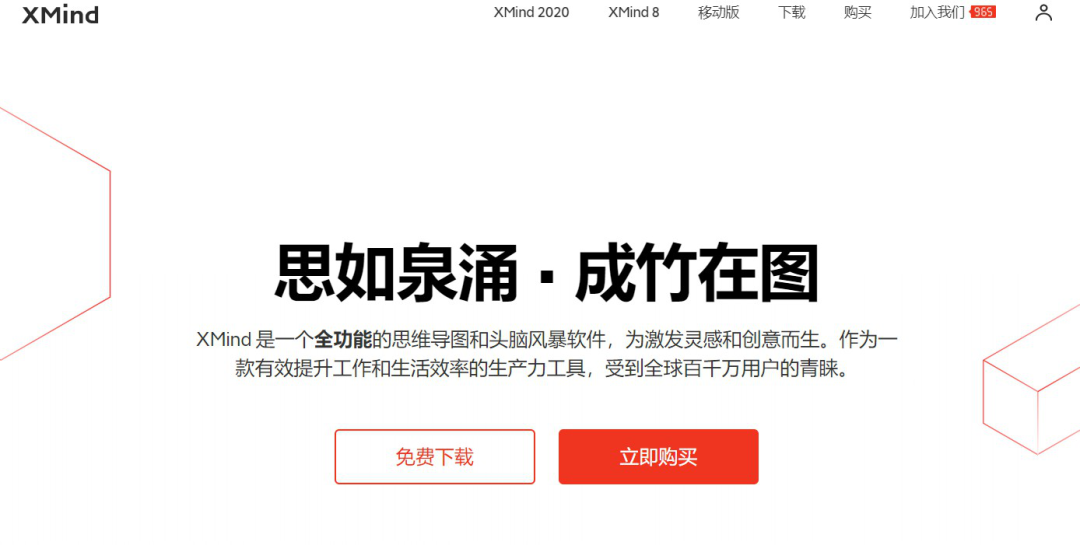 XMind XMind 2020 XMind 8 移动版 下载 购买 加入我们 965
思如泉涌 · 成竹在图
XMind 是一个全功能的思维导图和头脑风暴软件，为激发灵感和创意而生。作为一
款有效提升工作和生活效率的生产力工具，受到全球百千万用户的青睐。
免费下载 立即购买